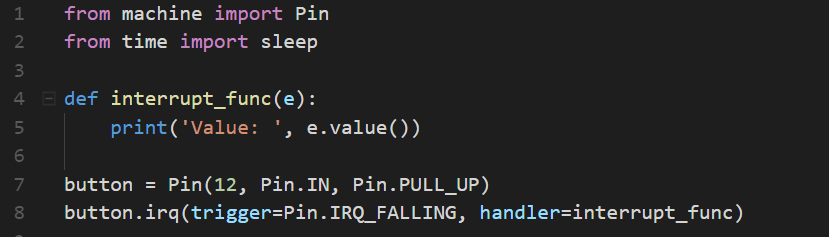 1 from machine import Pin
2 from time import sleep
3
4 def interrupt_func(e):
5     print('Value: ', e.value())
6
7 button = Pin(12, Pin.IN, Pin.PULL_UP)
8 button.irq(trigger=Pin.IRQ_FALLING, handler=interrupt_func)